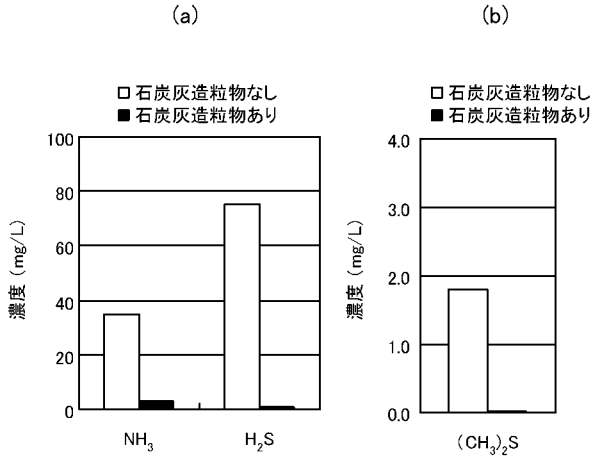 (a)
□ 石炭灰造粒物なし
■ 石炭灰造粒物あり
100
80
60
40
20
0
濃度 (mg/L)
NH3
H2S
(b)
□ 石炭灰造粒物なし
■ 石炭灰造粒物あり
4.0
3.0
2.0
1.0
0.0
濃度 (mg/L)
(CH3)2S